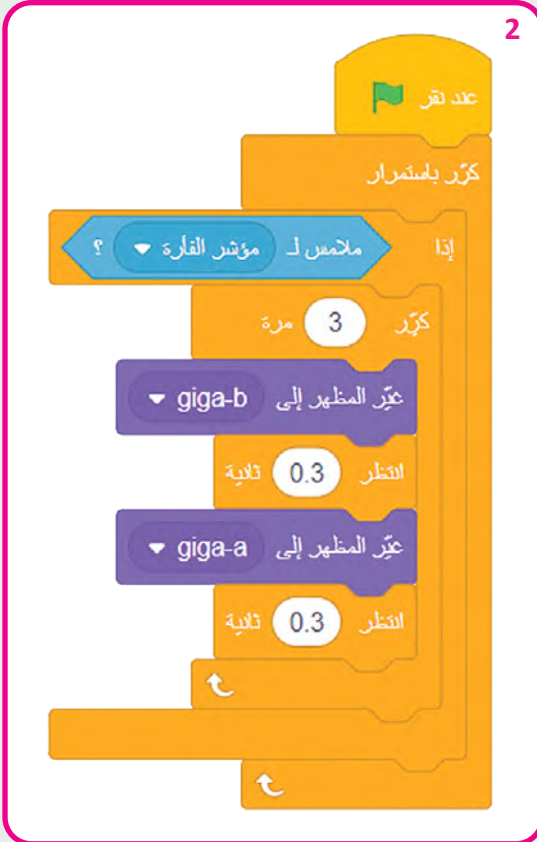 2
عند نقر
كرّر باستمرار
إذا ملامس لـ مؤشر الفأرة ؟
كرّر 3 مرة
غيّر المظهر إلى giga-b
انتظر 0.3 ثانية
غيّر المظهر إلى giga-a
انتظر 0.3 ثانية